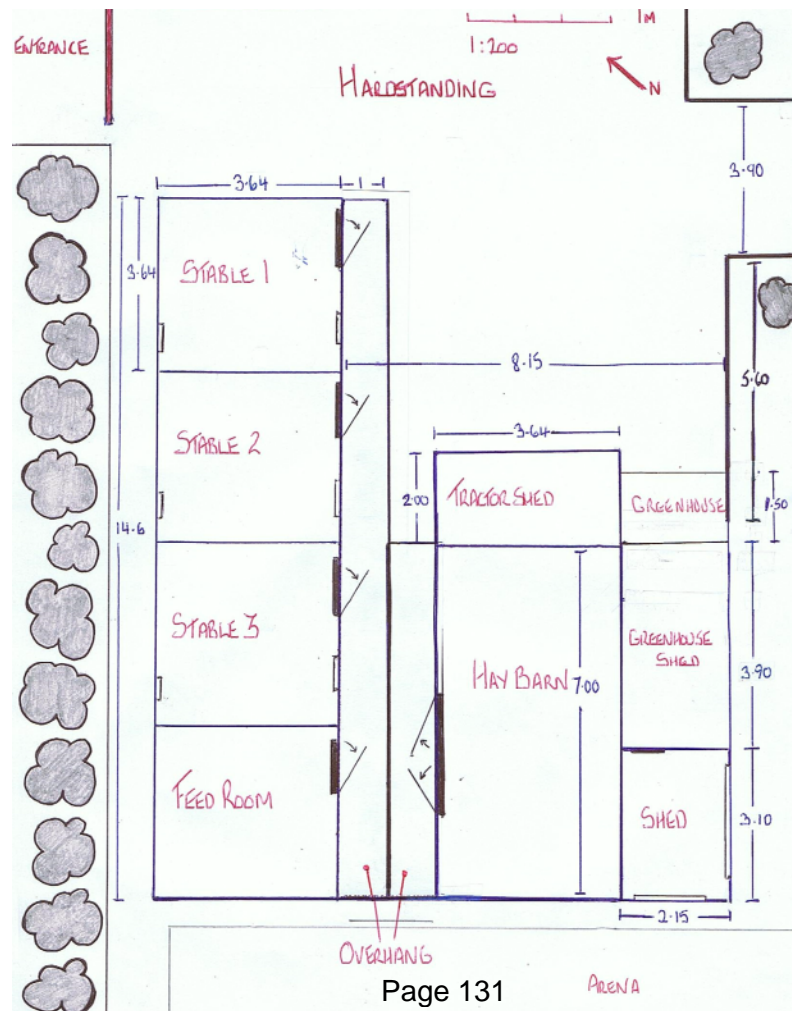 ENTRANCE
1M
1:200
N
HARDSTANDING
3.90
3.64
1
3.64
STABLE 1
8.15
5.60
3.64
STABLE 2
2.00
TRACTOR SHED
GREENHOUSE
1.50
14.6
STABLE 3
HAY BARN
7.00
GREENHOUSE
SHED
3.90
FEED ROOM
SHED
3.10
2.15
OVERHANG
Page 131
ARENA